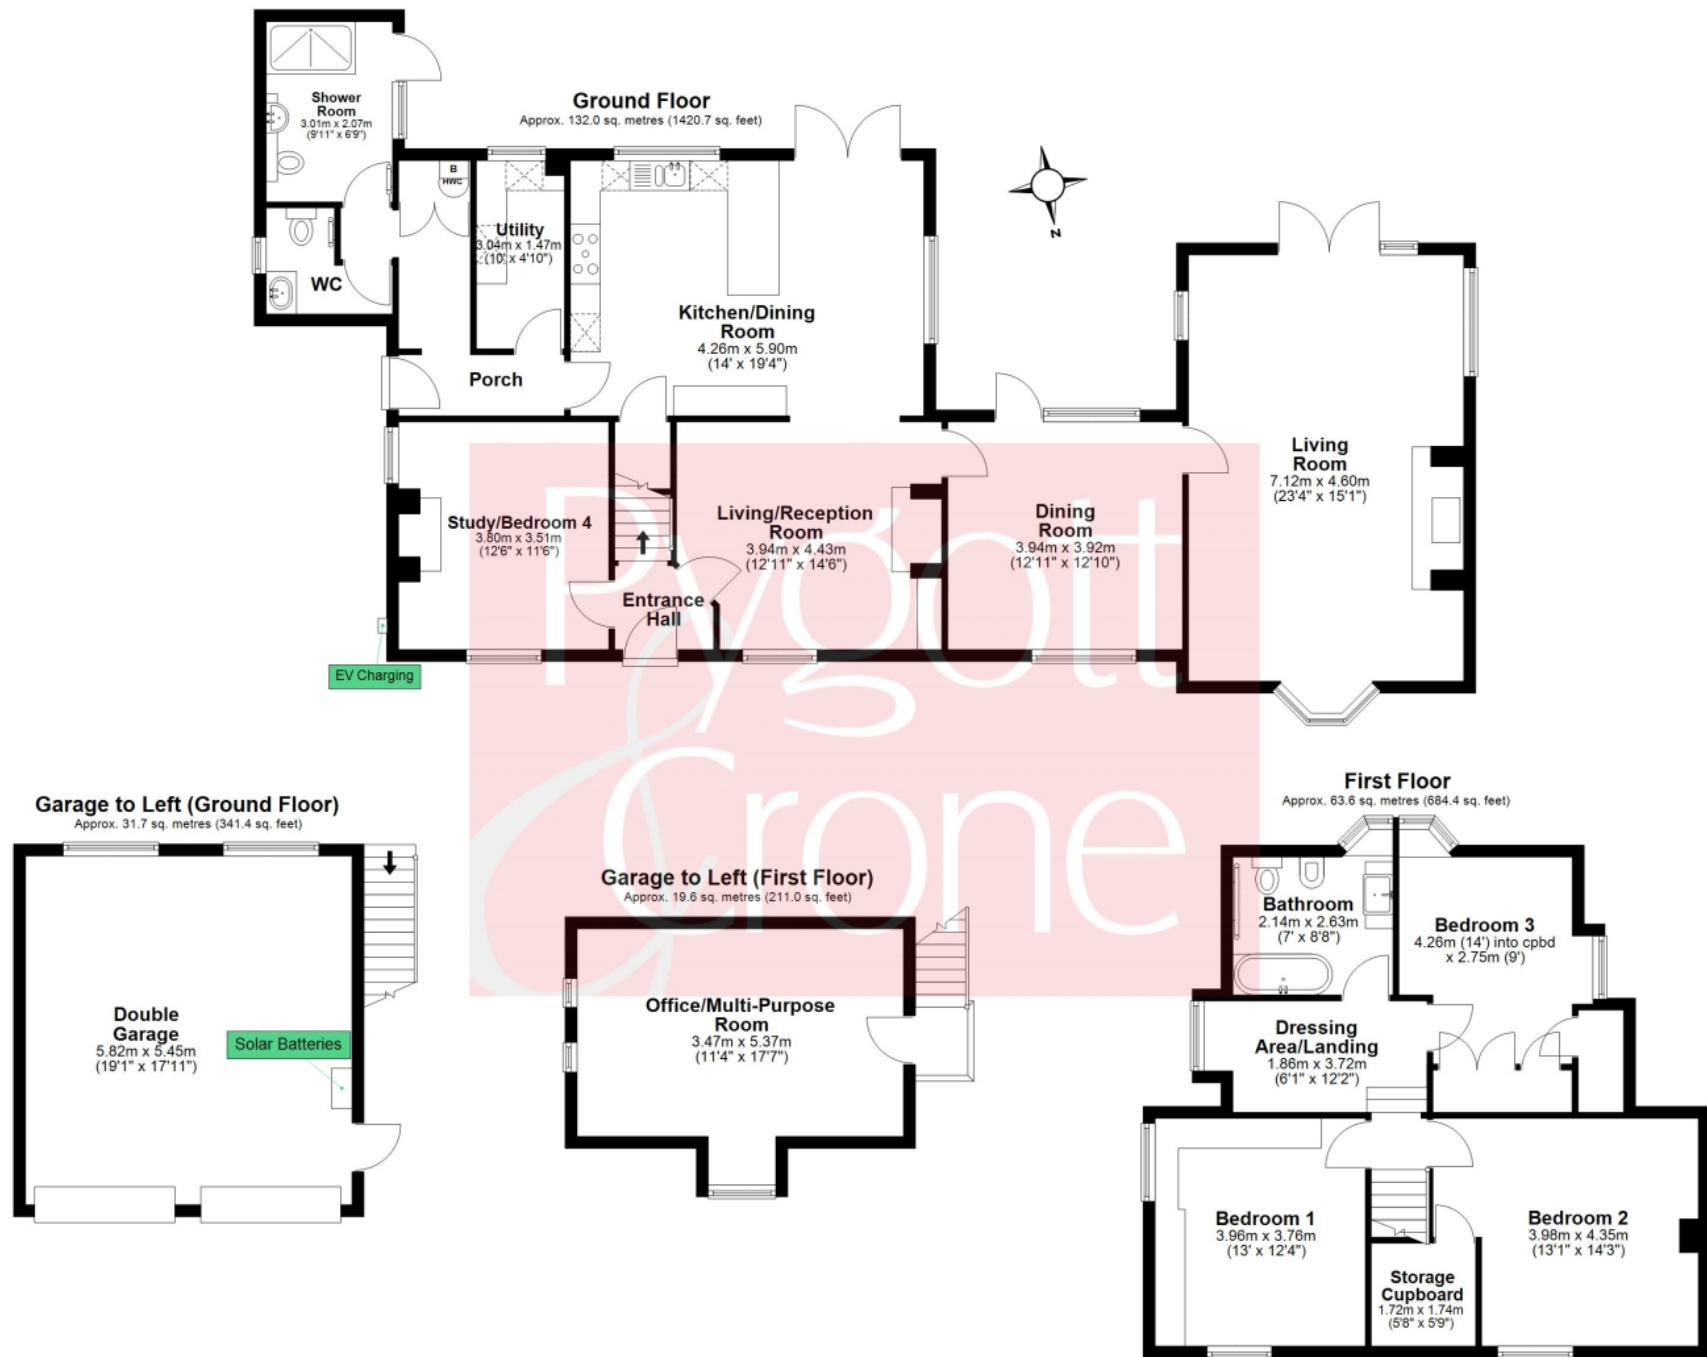 Ground Floor
Approx. 132.0 sq. metres (1420.7 sq. feet)
Shower
Room
3.01m x 2.07m
(9'11" x 6'9")
B
HWC
WC
Utility
3.04m x 1.47m
(10' x 4'10")
Kitchen/Dining
Room
4.26m x 5.90m
(14' x 19'4")
N
Porch
Study/Bedroom 4
3.80m x 3.51m
(12'6" x 11'6")
Entrance
Hall
Living/Reception
Room
3.94m x 4.43m
(12'11" x 14'6")
Dining
Room
3.94m x 3.92m
(12'11" x 12'10")
Living
Room
7.12m x 4.60m
(23'4" x 15'1")
EV Charging
Pygott
& Crone
Garage to Left (Ground Floor)
Approx. 31.7 sq. metres (341.4 sq. feet)
Double
Garage
5.82m x 5.45m
(19'1" x 17'11")
Solar Batteries
Garage to Left (First Floor)
Approx. 19.6 sq. metres (211.0 sq. feet)
Office/Multi-Purpose
Room
3.47m x 5.37m
(11'4" x 17'7")
First Floor
Approx. 63.6 sq. metres (684.4 sq. feet)
Bathroom
2.14m x 2.63m
(7' x 8'8")
Bedroom 3
4.26m (14') into cpbd
x 2.75m (9')
Dressing
Area/Landing
1.86m x 3.72m
(6'1" x 12'2")
Bedroom 1
3.96m x 3.76m
(13' x 12'4")
Storage
Cupboard
1.72m x 1.74m
(5'8" x 5'9")
Bedroom 2
3.98m x 4.35m
(13'1" x 14'3")